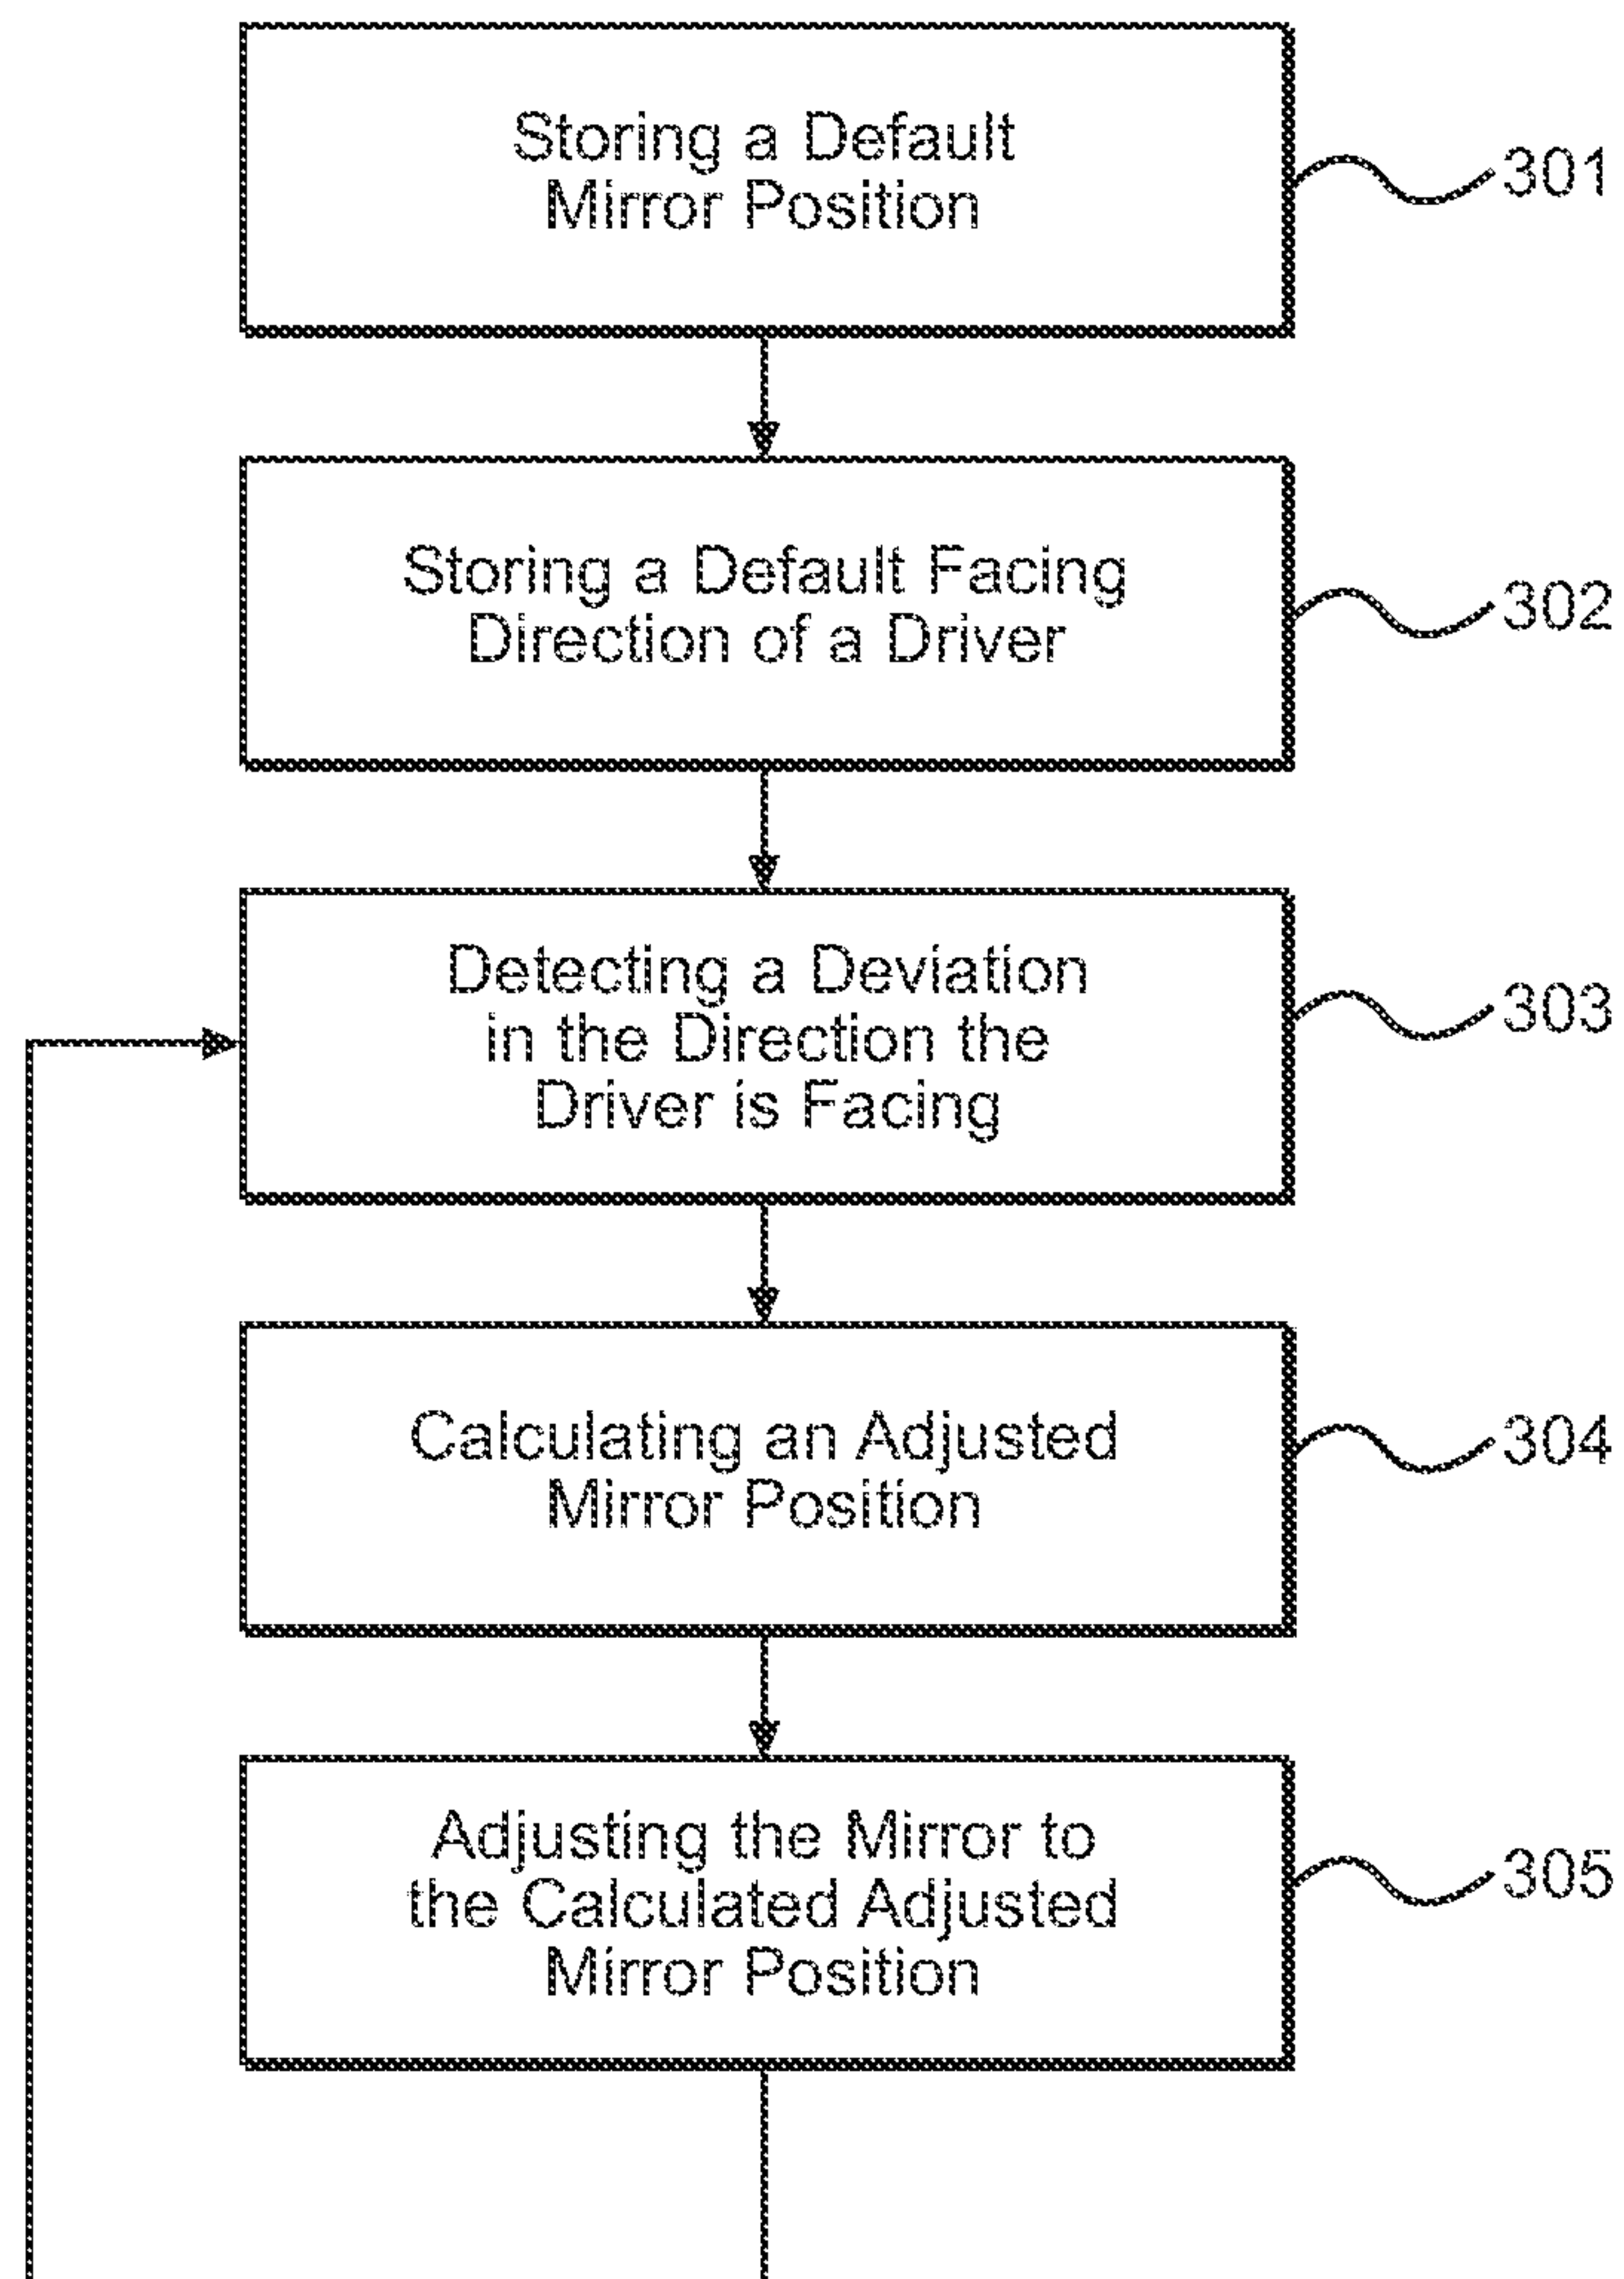 Storing a Default
Mirror Position
301
Storing a Default Facing
Direction of a Driver
302
Detecting a Deviation
in the Direction the
Driver is Facing
303
Calculating an Adjusted
Mirror Position
304
Adjusting the Mirror to
the Calculated Adjusted
Mirror Position
305